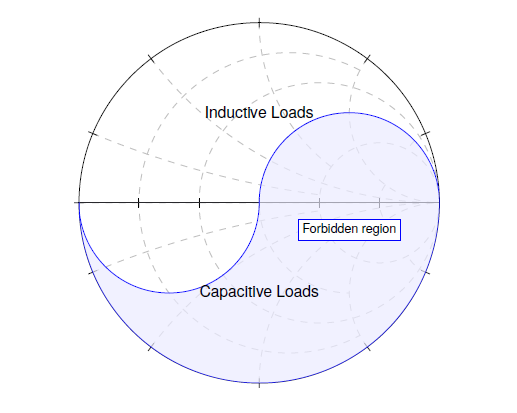 Inductive Loads
Forbidden region
Capacitive Loads